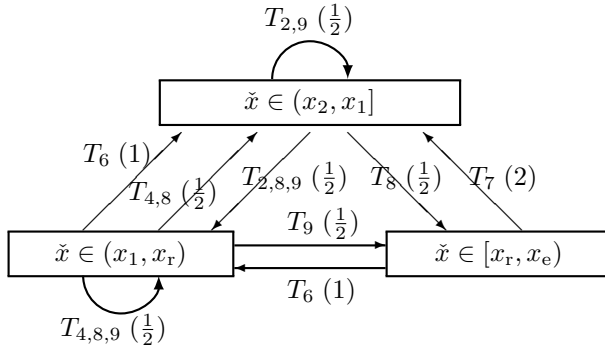 T_{2,9} (1/2)
x̌ ∈ (x_2, x_1]
T_6 (1)
T_{4,8} (1/2)
T_{2,8,9} (1/2)
T_8 (1/2)
T_7 (2)
x̌ ∈ (x_1, x_r)
T_9 (1/2)
x̌ ∈ [x_r, x_e)
T_6 (1)
T_{4,8,9} (1/2)